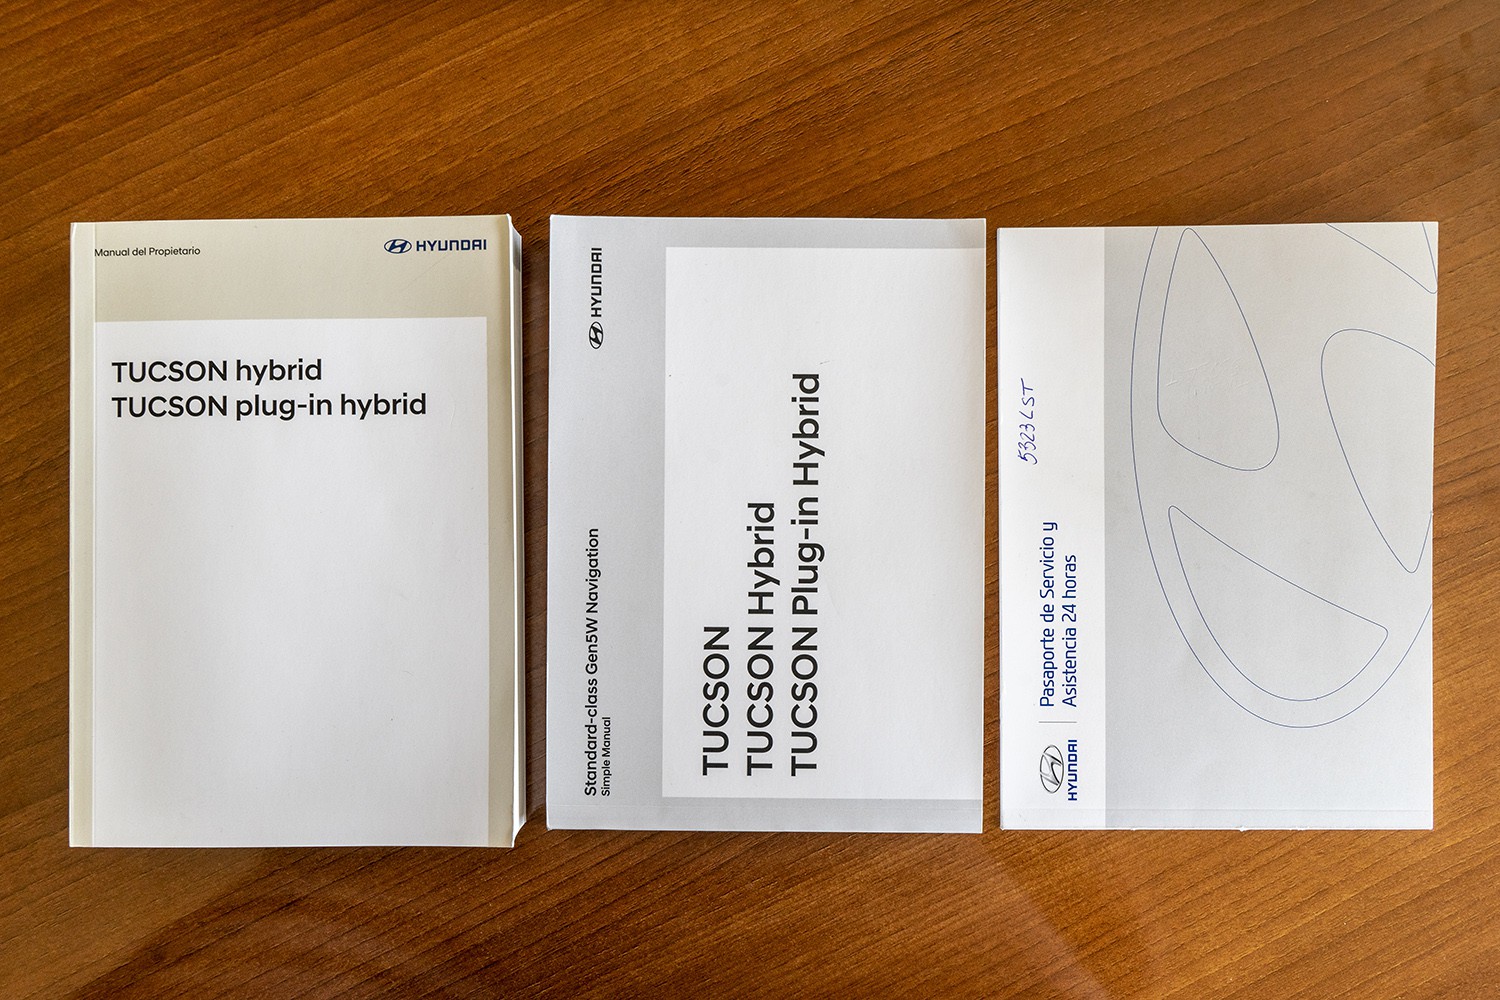 Manual del Propietario
HYUNDAI
TUCSON hybrid
TUCSON plug-in hybrid
HYUNDAI
Standard-class Gen5W Navigation
Simple Manual
TUCSON
TUCSON Hybrid
TUCSON Plug-in Hybrid
5323LST
Pasaporte de Servicio y
Asistencia 24 horas
HYUNDAI